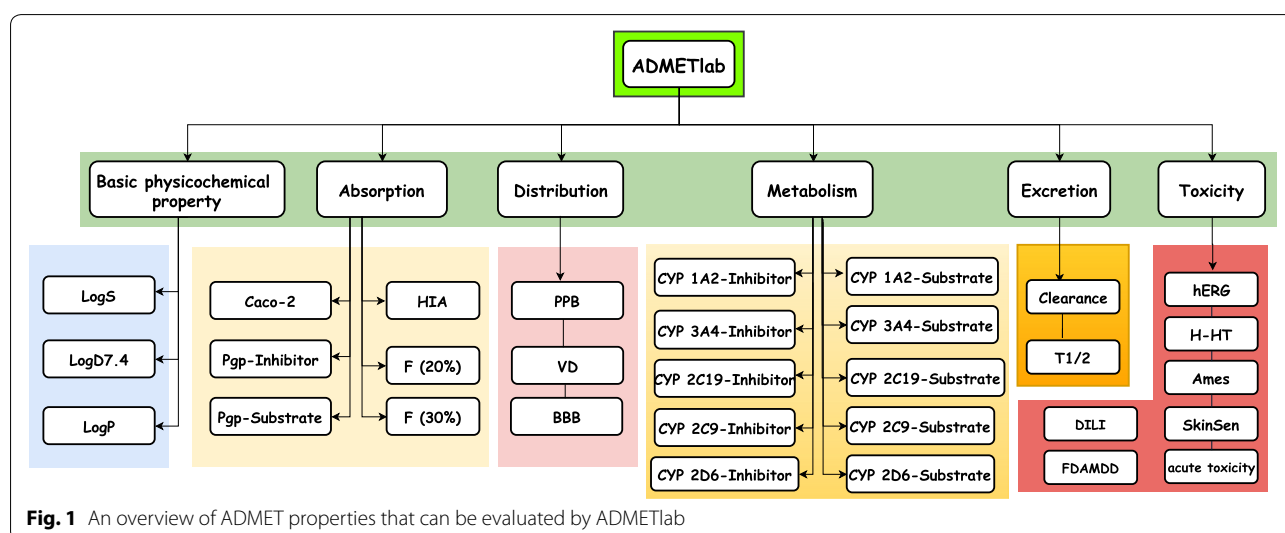 ADMETlab
Basic physicochemical
property
Absorption
Distribution
Metabolism
Excretion
Toxicity
LogS
LogD7.4
LogP
Caco-2
HIA
Pgp-Inhibitor
F (20%)
Pgp-Substrate
F (30%)
PPB
VD
BBB
CYP 1A2-Inhibitor
CYP 1A2-Substrate
CYP 3A4-Inhibitor
CYP 3A4-Substrate
CYP 2C19-Inhibitor
CYP 2C19-Substrate
CYP 2C9-Inhibitor
CYP 2C9-Substrate
CYP 2D6-Inhibitor
CYP 2D6-Substrate
Clearance
T1/2
hERG
H-HT
Ames
DILI
SkinSen
FDAMDD
acute toxicity
Fig. 1 An overview of ADMET properties that can be evaluated by ADMETlab